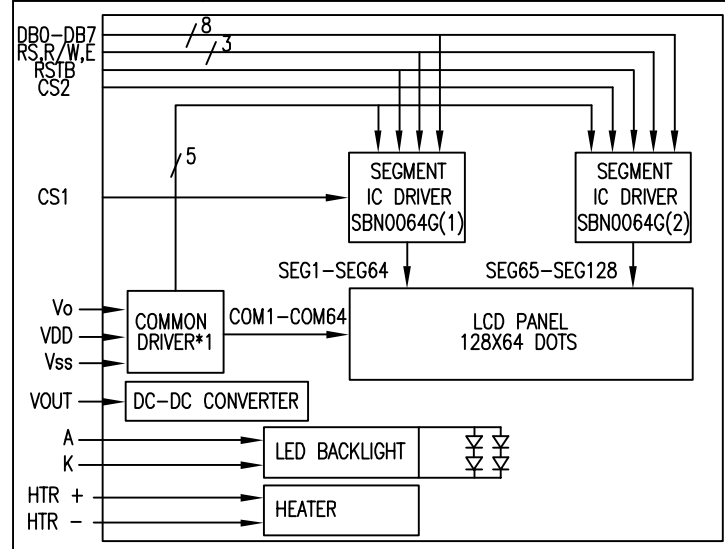 DB0-DB7
8
RS,R/W,E
3
RSTB
CS2
5
CS1
SEGMENT
IC DRIVER
SBN0064G(1)
SEGMENT
IC DRIVER
SBN0064G(2)
SEG1-SEG64
SEG65-SEG128
Vo
VDD
Vss
COMMON
DRIVER*1
COM1-COM64
LCD PANEL
128X64 DOTS
VOUT
DC-DC CONVERTER
A
K
LED BACKLIGHT
HTR +
HTR -
HEATER